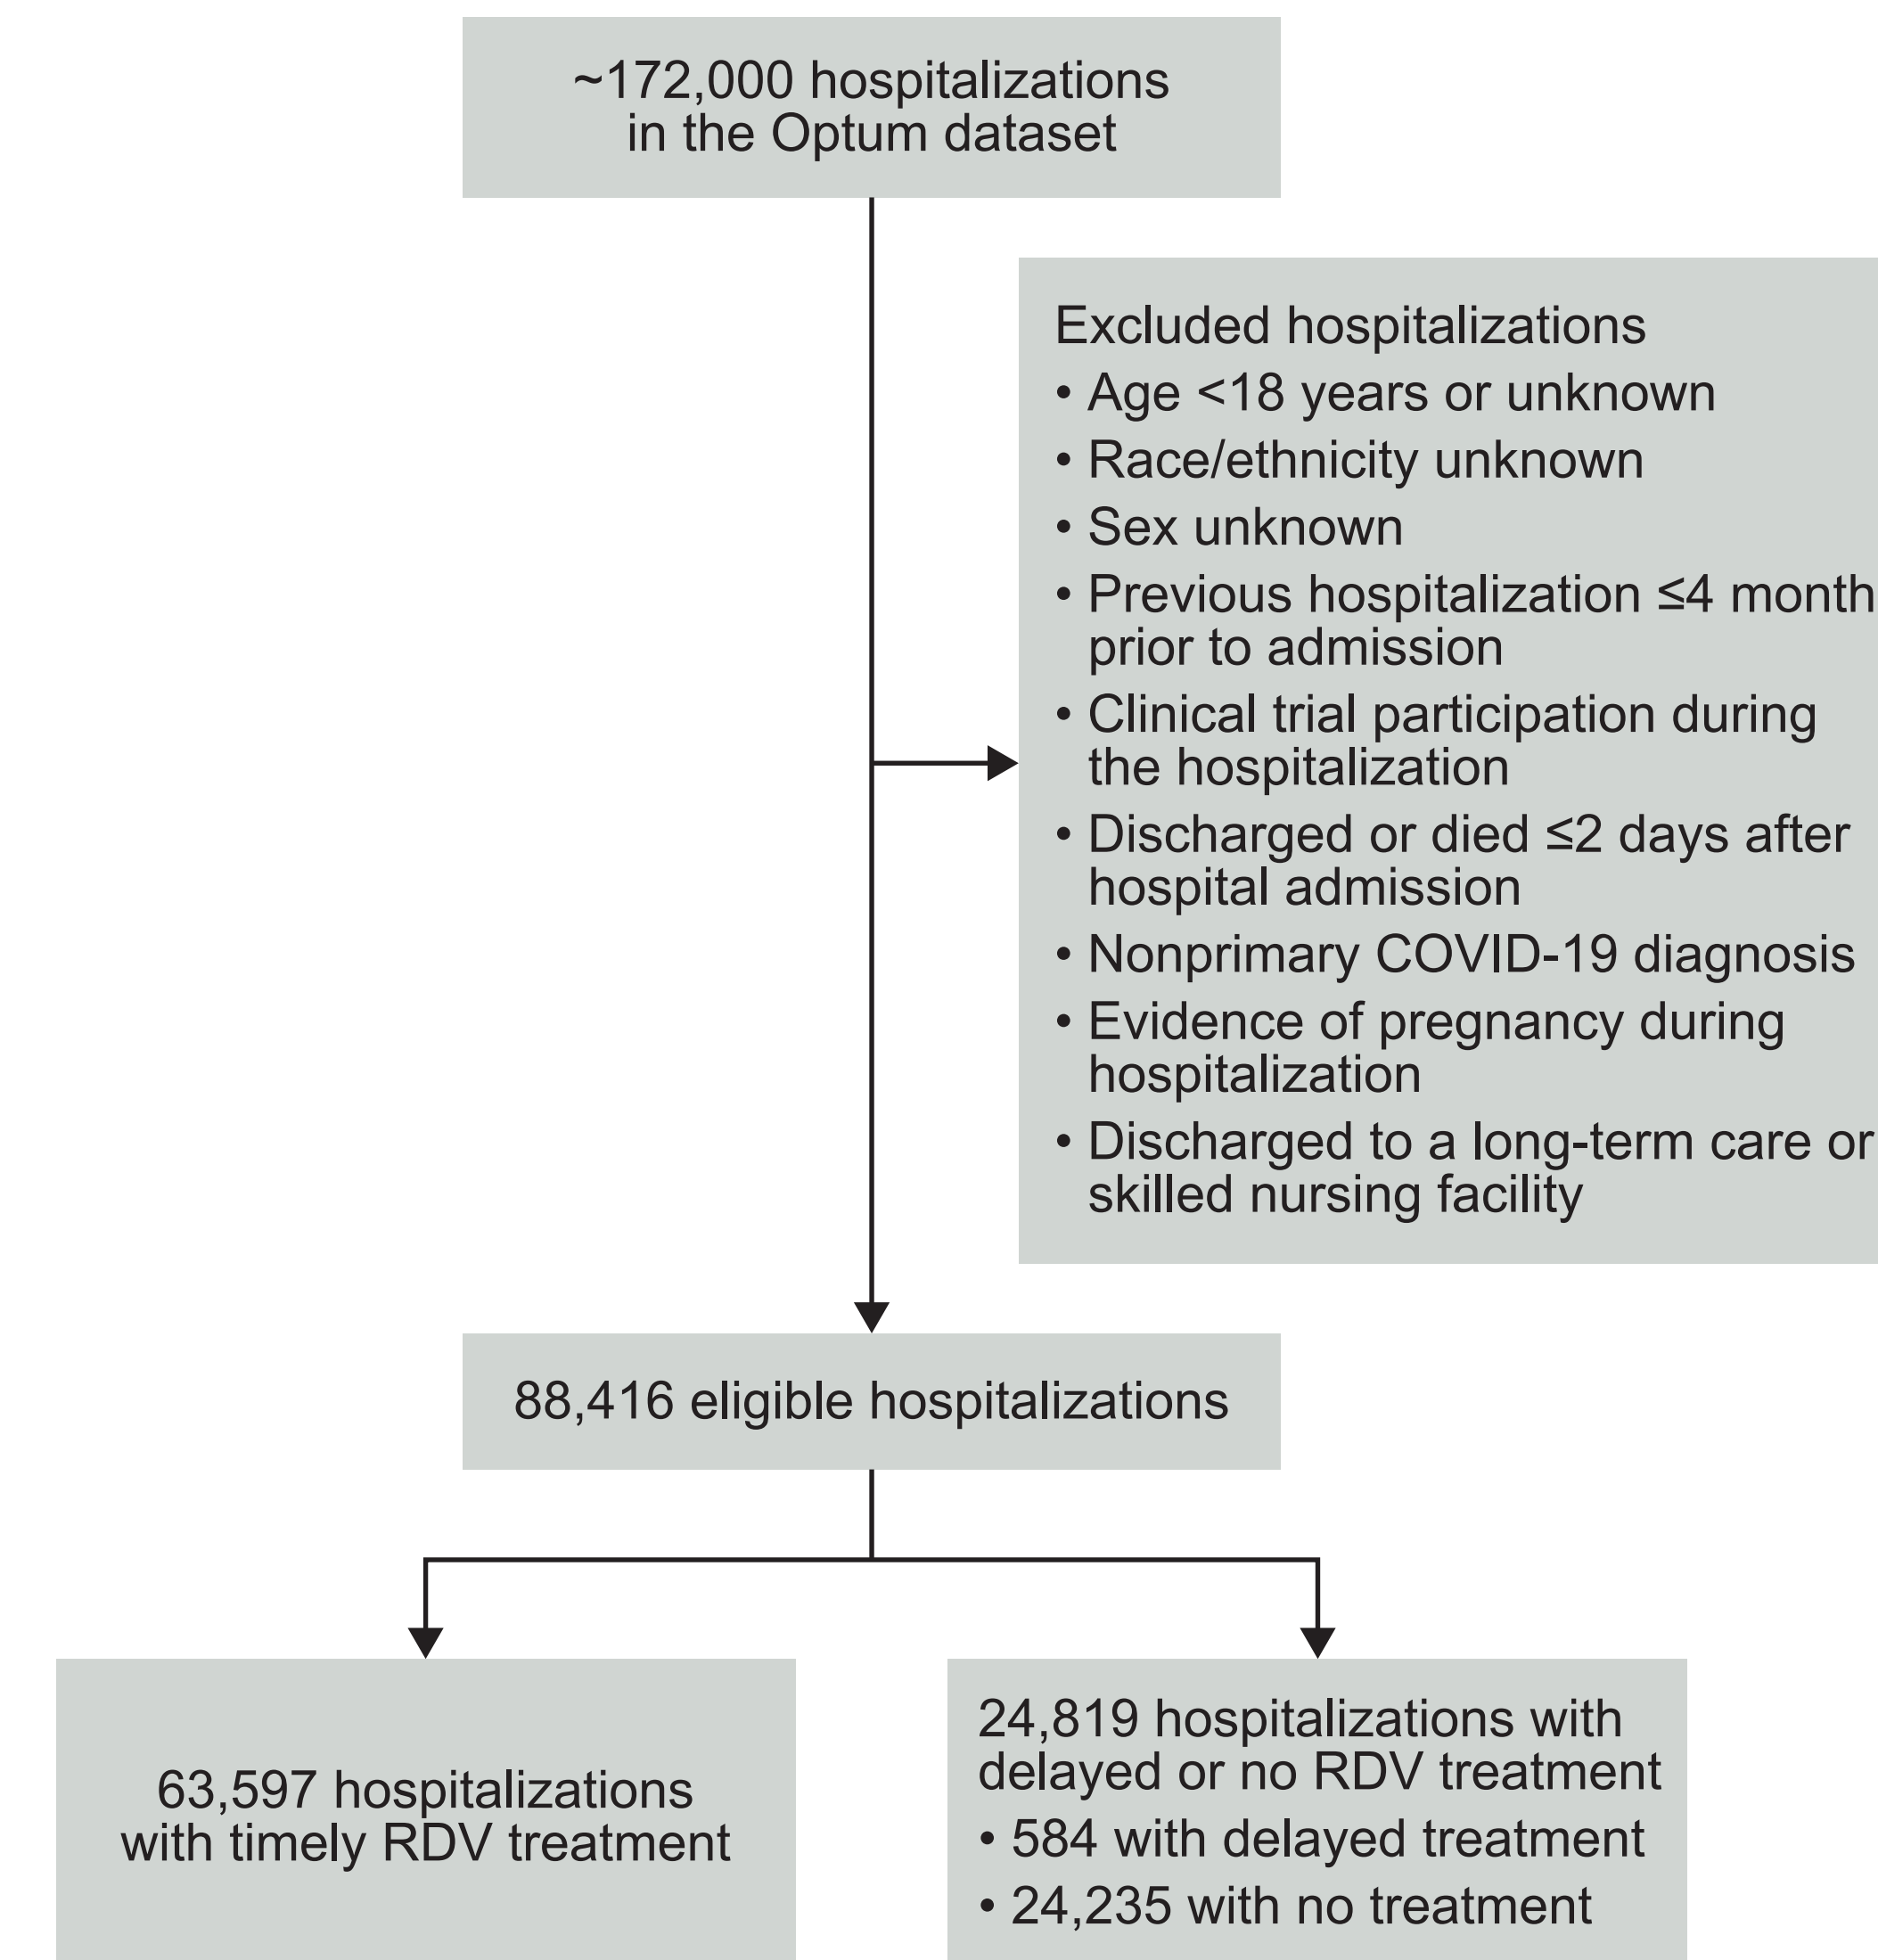 ~172,000 hospitalizations
in the Optum dataset
Excluded hospitalizations
• Age <18 years or unknown
• Race/ethnicity unknown
• Sex unknown
• Previous hospitalization ≤4 month
prior to admission
• Clinical trial participation during
the hospitalization
• Discharged or died ≤2 days after
hospital admission
• Nonprimary COVID-19 diagnosis
• Evidence of pregnancy during
hospitalization
• Discharged to a long-term care or
skilled nursing facility
88,416 eligible hospitalizations
63,597 hospitalizations
with timely RDV treatment
24,819 hospitalizations with
delayed or no RDV treatment
• 584 with delayed treatment
• 24,235 with no treatment